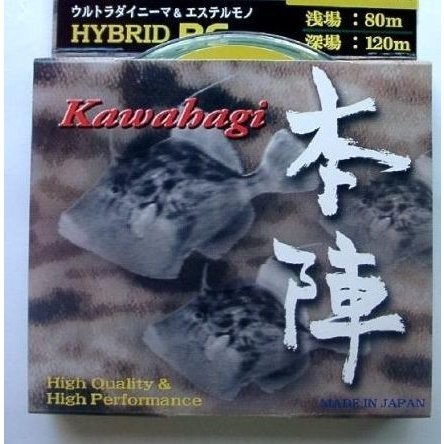 ウルトラダイニーマ & エステルモノ
HYBRID
浅場：80m
深場：120m
Kawahagi
本陣
High Quality &
High Performance
MADE IN JAPAN